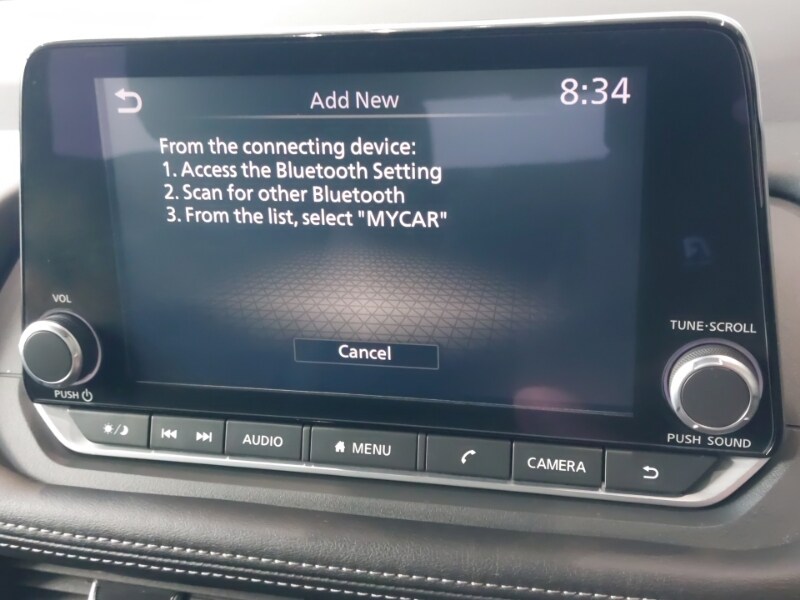 Add New
8:34
From the connecting device:
1. Access the Bluetooth Setting
2. Scan for other Bluetooth
3. From the list, select "MYCAR"
Cancel
VOL
PUSH
TUNE·SCROLL
PUSH SOUND
AUDIO
MENU
CAMERA